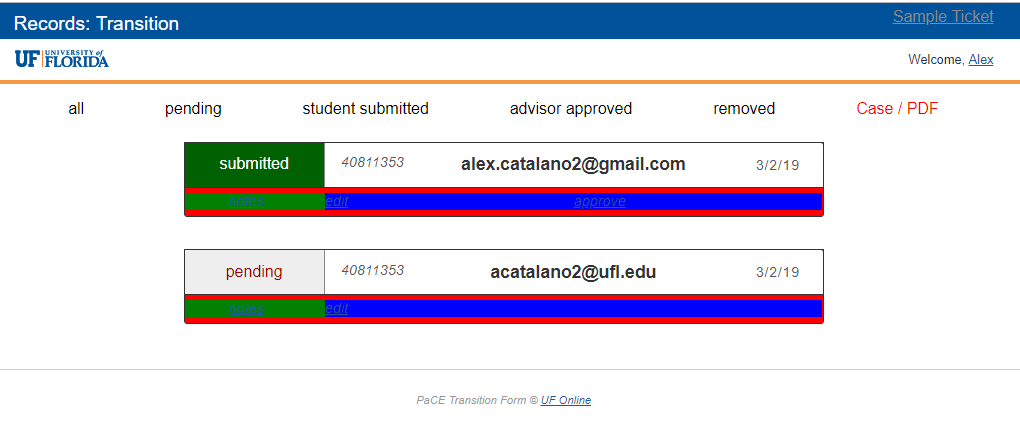 Records: Transition
Sample Ticket
UF UNIVERSITY of FLORIDA
Welcome, Alex
all pending student submitted advisor approved removed Case / PDF
submitted 40811353 alex.catalano2@gmail.com 3/2/19
notes edit approve
pending 40811353 acatalano2@ufl.edu 3/2/19
notes edit
PaCE Transition Form © UF Online